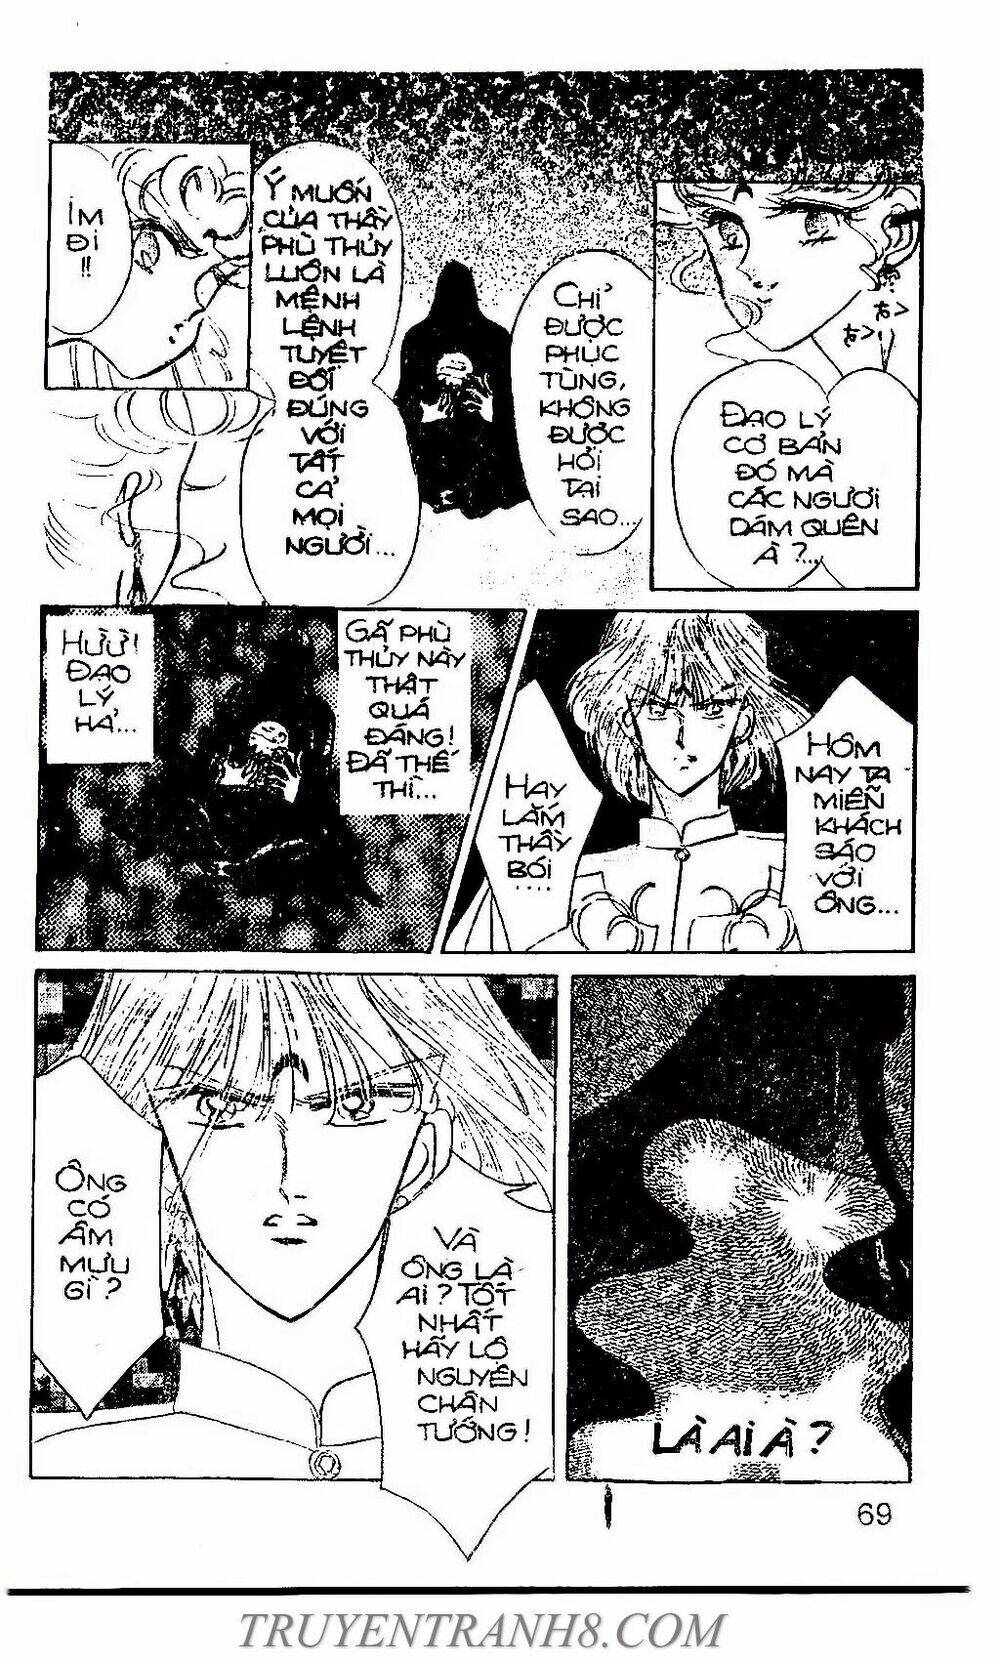 ĐẠO LÝ
CƠ BẢN
ĐÓ MÀ
CÁC NGƯƠI
DÁM QUÊN
À?...
CHỈ
ĐƯỢC
PHỤC
TÙNG,
KHÔNG
ĐƯỢC
HỎI
TẠI
SAO...
Ý MUỐN
CỦA THẦY
PHÙ THỦY
LUÔN LÀ
MỆNH
LỆNH
TUYỆT
ĐỐI
ĐÚNG
VỚI
TẤT
CẢ
MỌI
NGƯỜI...
IM
ĐI
!!
HÔM
NAY TA
MIỄN
KHÁCH
SÁO
VỚI
ÔNG...
HAY
LẮM
THẦY
BÓI
....
GÃ PHÙ
THỦY NÀY
THẬT
QUÁ
ĐÁNG!
ĐÃ THẾ
THÌ...
HỪ!
ĐẠO
LÝ
HẢ...
LÀ AI À?
VÀ
ÔNG LÀ
AI? TỐT
NHẤT
HÃY LỘ
NGUYÊN
CHÂN
TƯỚNG!
ÔNG
CÓ
ÂM
MƯU
GÌ?
69
TRUYENTRANH8.COM